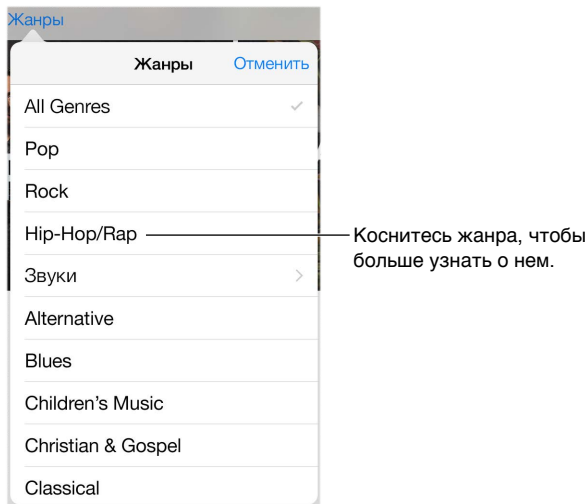 Жанры
Жанры Отменить
All Genres
Pop
Rock
Hip-Hop/Rap
Коснитесь жанра, чтобы
больше узнать о нем.
Звуки
Alternative
Blues
Children's Music
Christian & Gospel
Classical